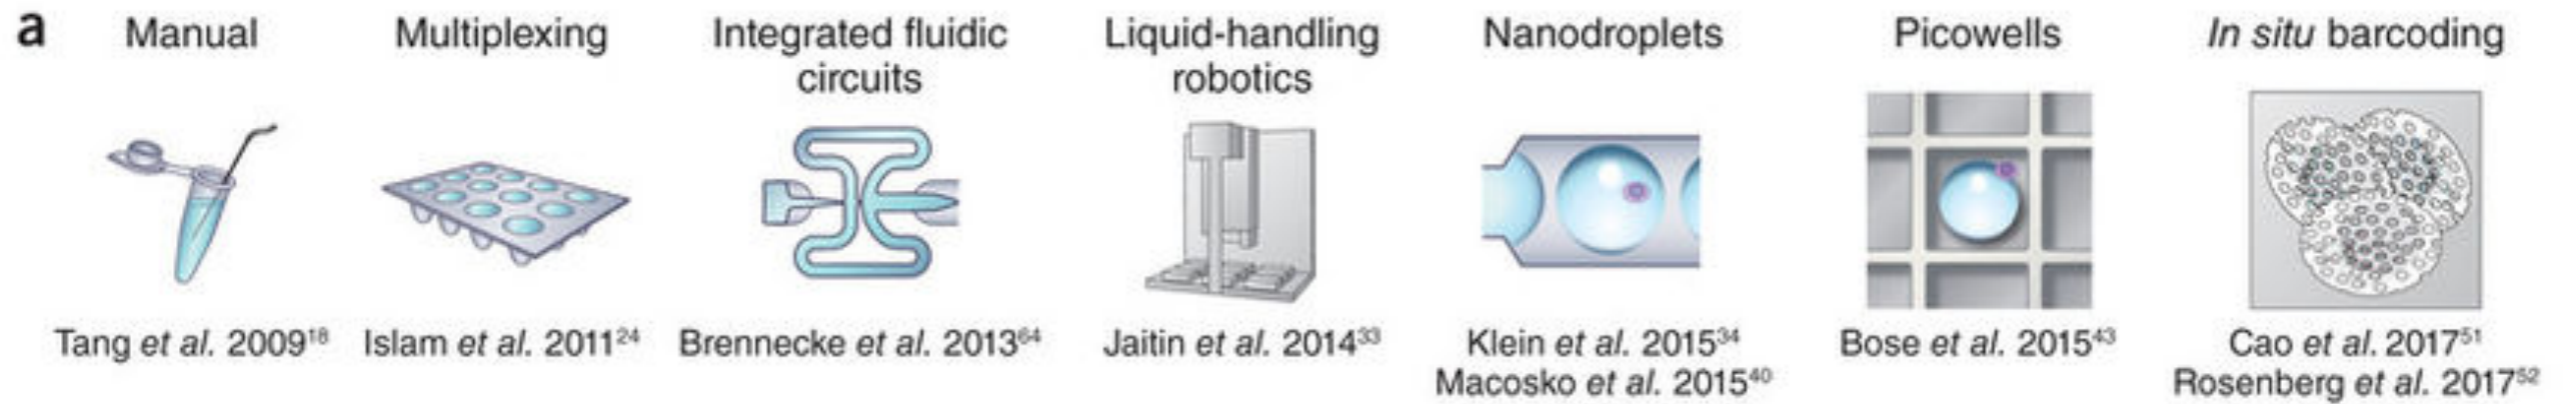 a
Manual
Multiplexing
Integrated fluidic
circuits
Liquid-handling
robotics
Nanodroplets
Picowells
In situ barcoding
Tang et al. 2009¹⁸
Islam et al. 2011²⁴
Brennecke et al. 2013⁶⁴
Jaitin et al. 2014³³
Klein et al. 2015³⁴
Macosko et al. 2015⁴⁰
Bose et al. 2015⁴³
Cao et al. 2017⁵¹
Rosenberg et al. 2017⁵²